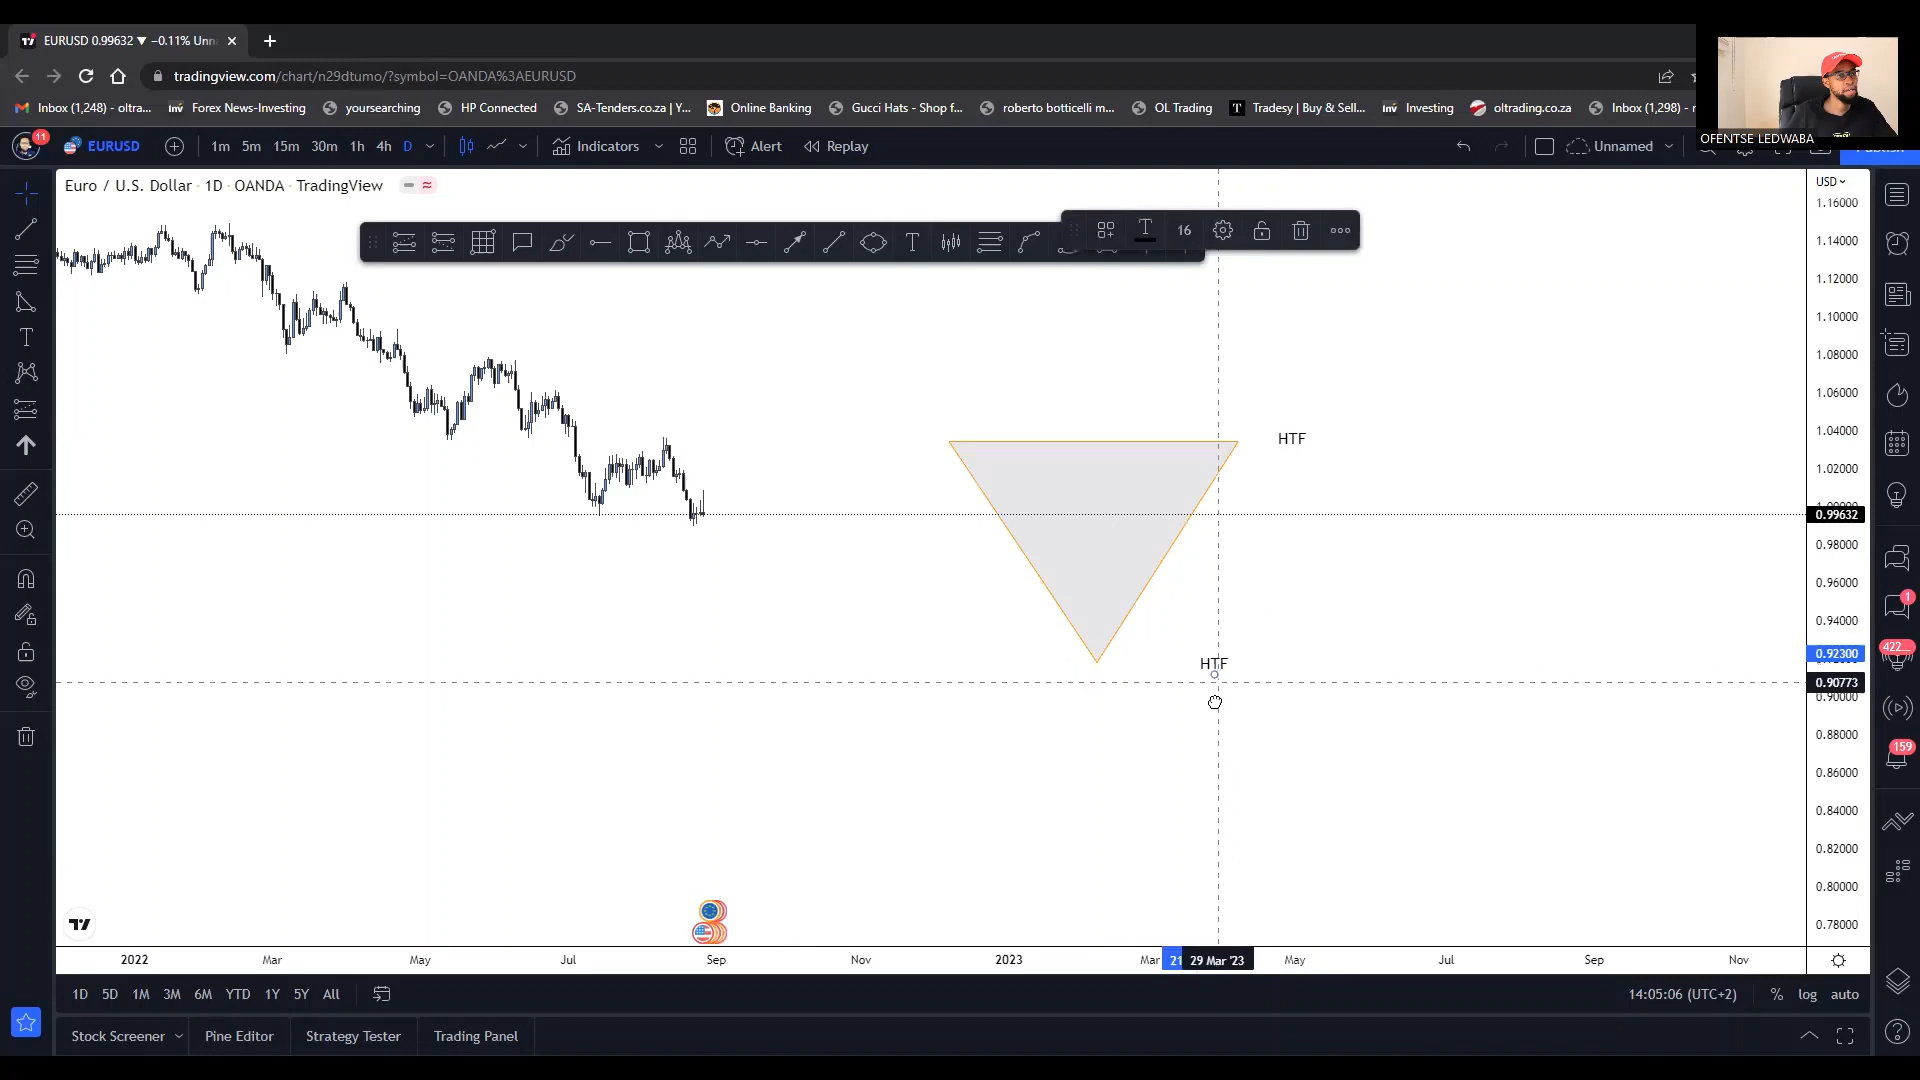 EURUSD 0.99632 ▼ −0.11% Unn
tradingview.com/chart/n29dtumo/?symbol=OANDA%3AEURUSD
Inbox (1,248) - oltra...
Forex News-Investing
yoursearching
HP Connected
SA-Tenders.co.za | Y...
Online Banking
Gucci Hats - Shop f...
roberto botticelli m...
OL Trading
Tradesy | Buy & Sell...
Investing
oltrading.co.za
Inbox (1,298) - r
OFENTSE LEDWABA
11
EURUSD
1m 5m 15m 30m 1h 4h D
Indicators
Alert
Replay
Unnamed
Euro / U.S. Dollar · 1D · OANDA · TradingView
USD
16
1.16000
1.14000
1.12000
1.10000
1.08000
1.06000
1.04000
1.02000
0.99632
0.98000
0.96000
0.94000
0.92300
0.90773
0.90000
0.88000
0.86000
0.84000
0.82000
0.80000
0.78000
HTF
HTF
1
422...
159
2022 Mar May Jul Sep Nov 2023 Mar 21 29 Mar '23 May Jul Sep Nov
1D 5D 1M 3M 6M YTD 1Y 5Y All
14:05:06 (UTC+2)
% log auto
Stock Screener
Pine Editor
Strategy Tester
Trading Panel